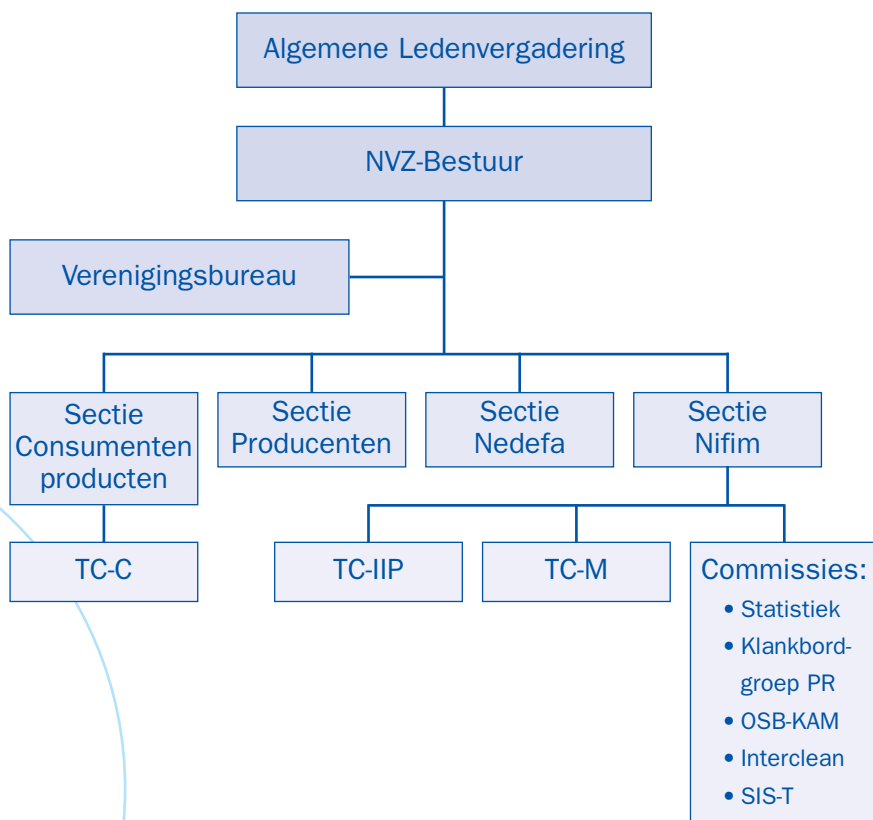 Algemene Ledenvergadering
NVZ-Bestuur
Verenigingsbureau
Sectie
Consumenten
producten
Sectie
Producenten
Sectie
Nedefa
Sectie
Nifim
TC-C
TC-IIP
TC-M
Commissies:
• Statistiek
• Klankbord-
groep PR
• OSB-KAM
• Interclean
• SIS-T